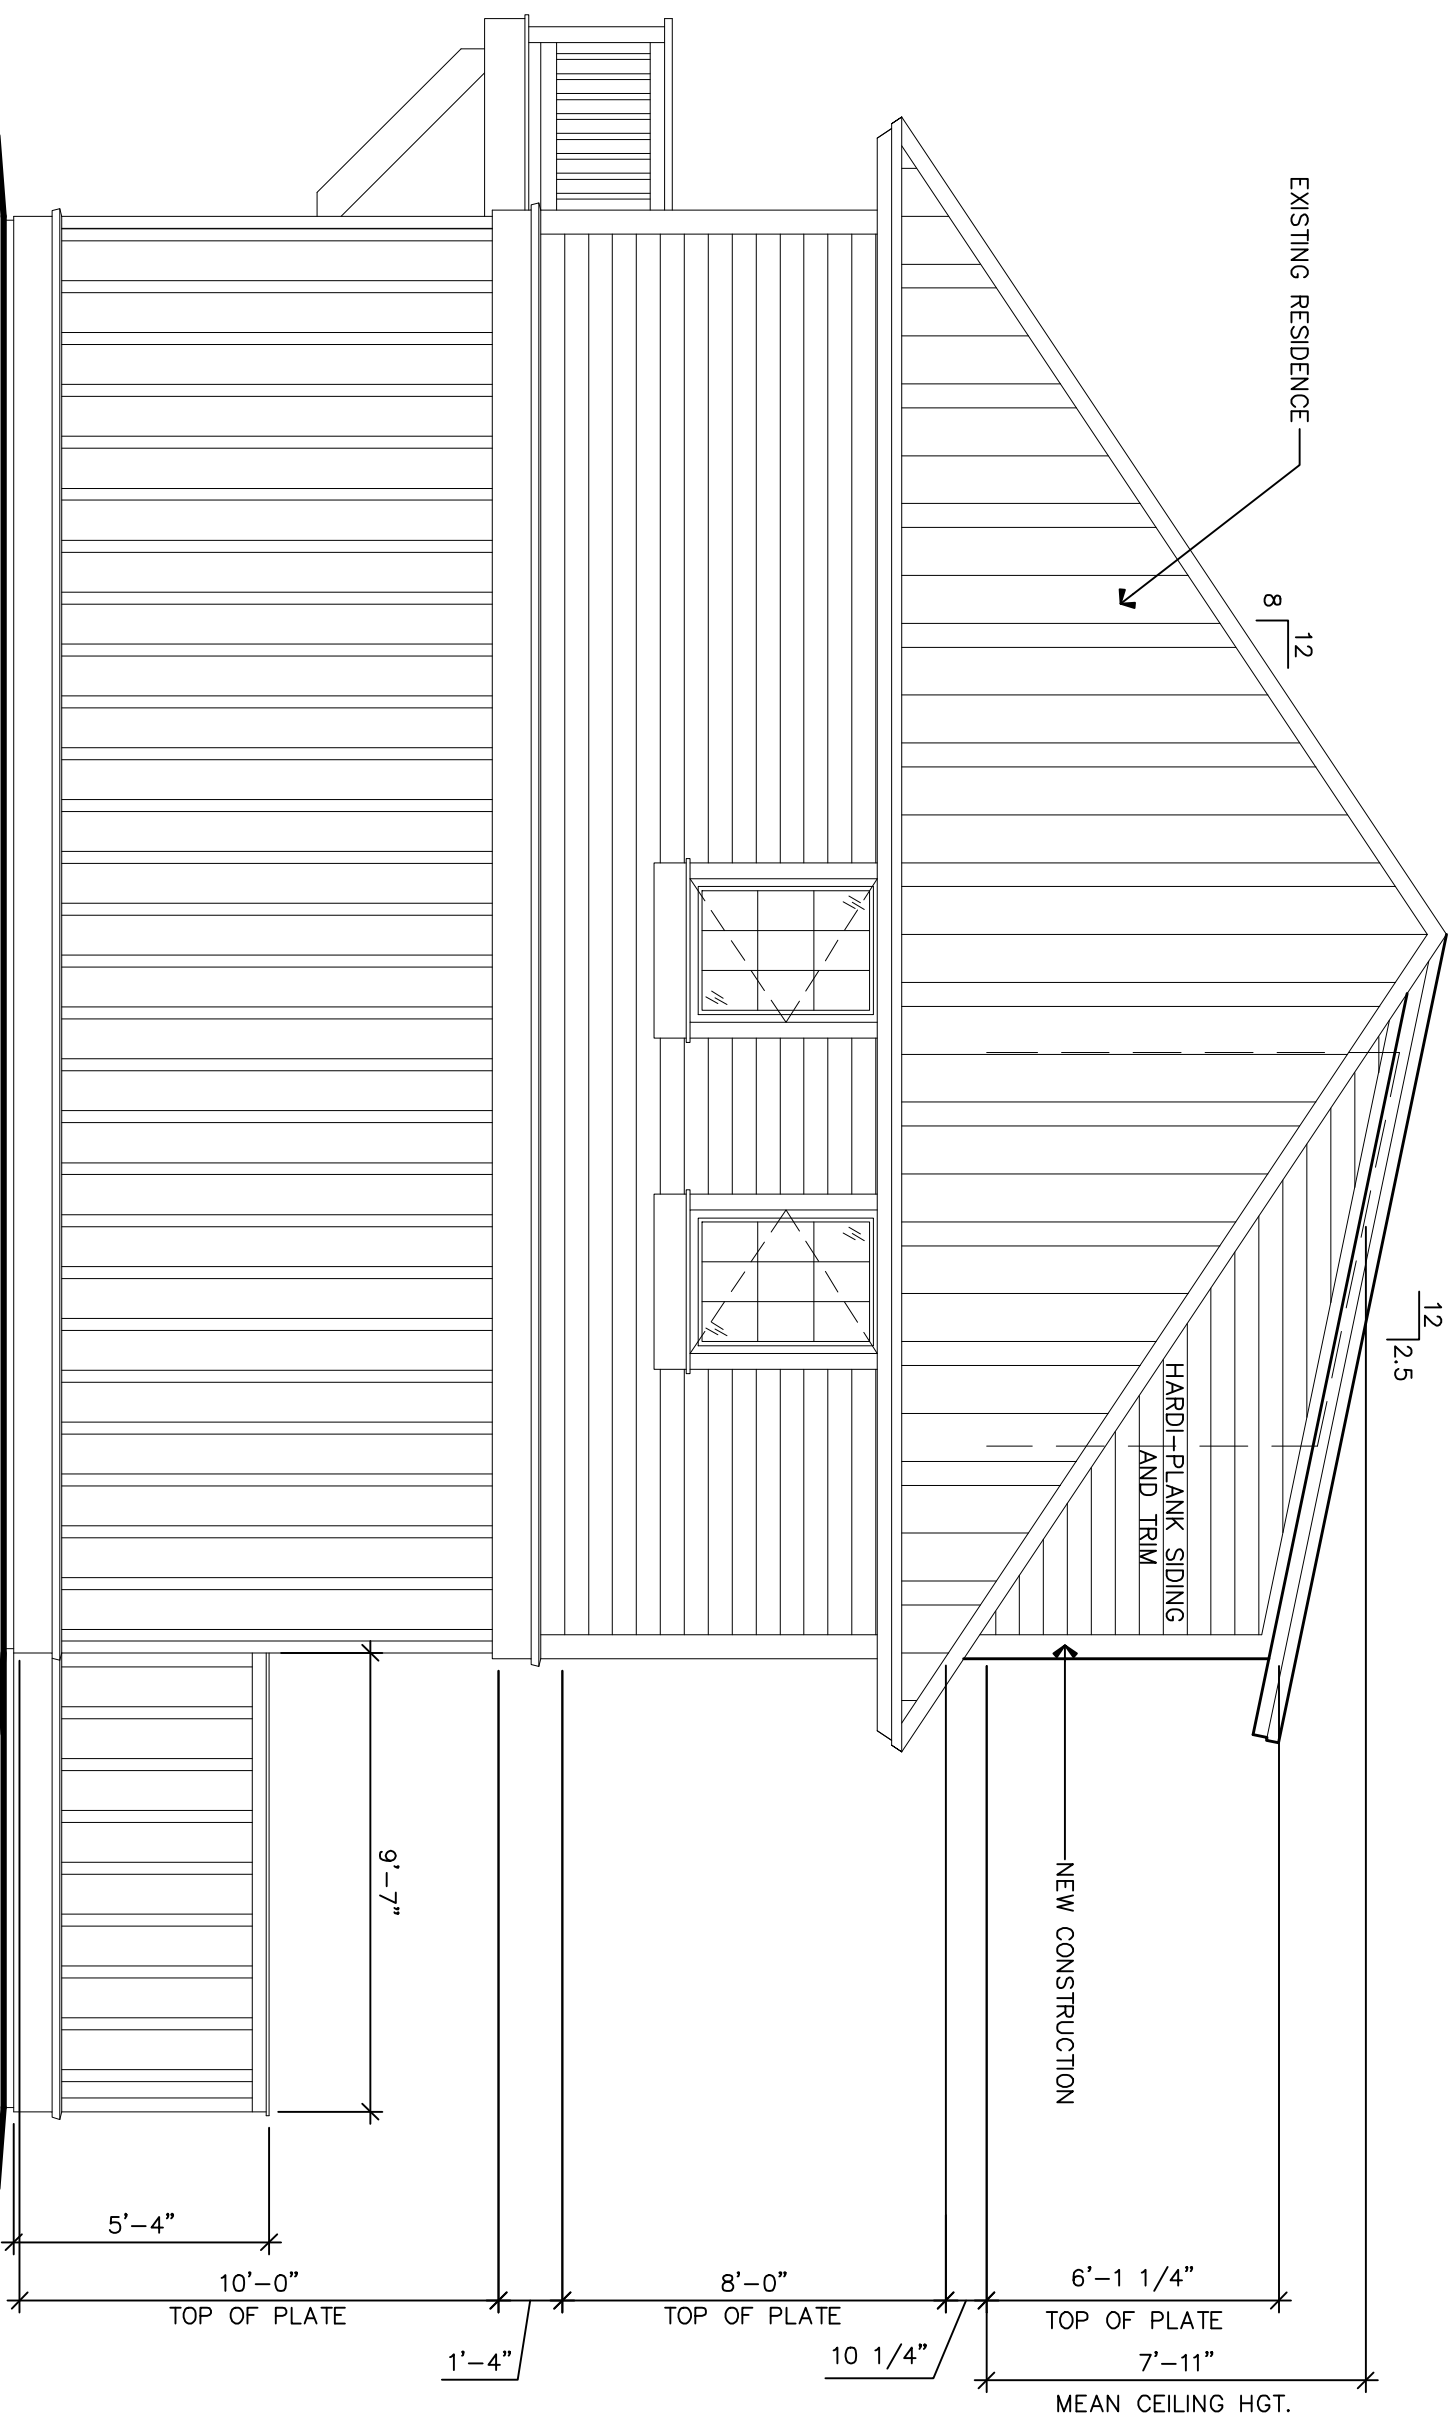 EXISTING RESIDENCE
12
8
12
2.5
HARDI-PLANK SIDING
AND TRIM
NEW CONSTRUCTION
9'-7"
5'-4"
10'-0"
TOP OF PLATE
1'-4"
8'-0"
TOP OF PLATE
10 1/4"
6'-1 1/4"
TOP OF PLATE
7'-11"
MEAN CEILING HGT.